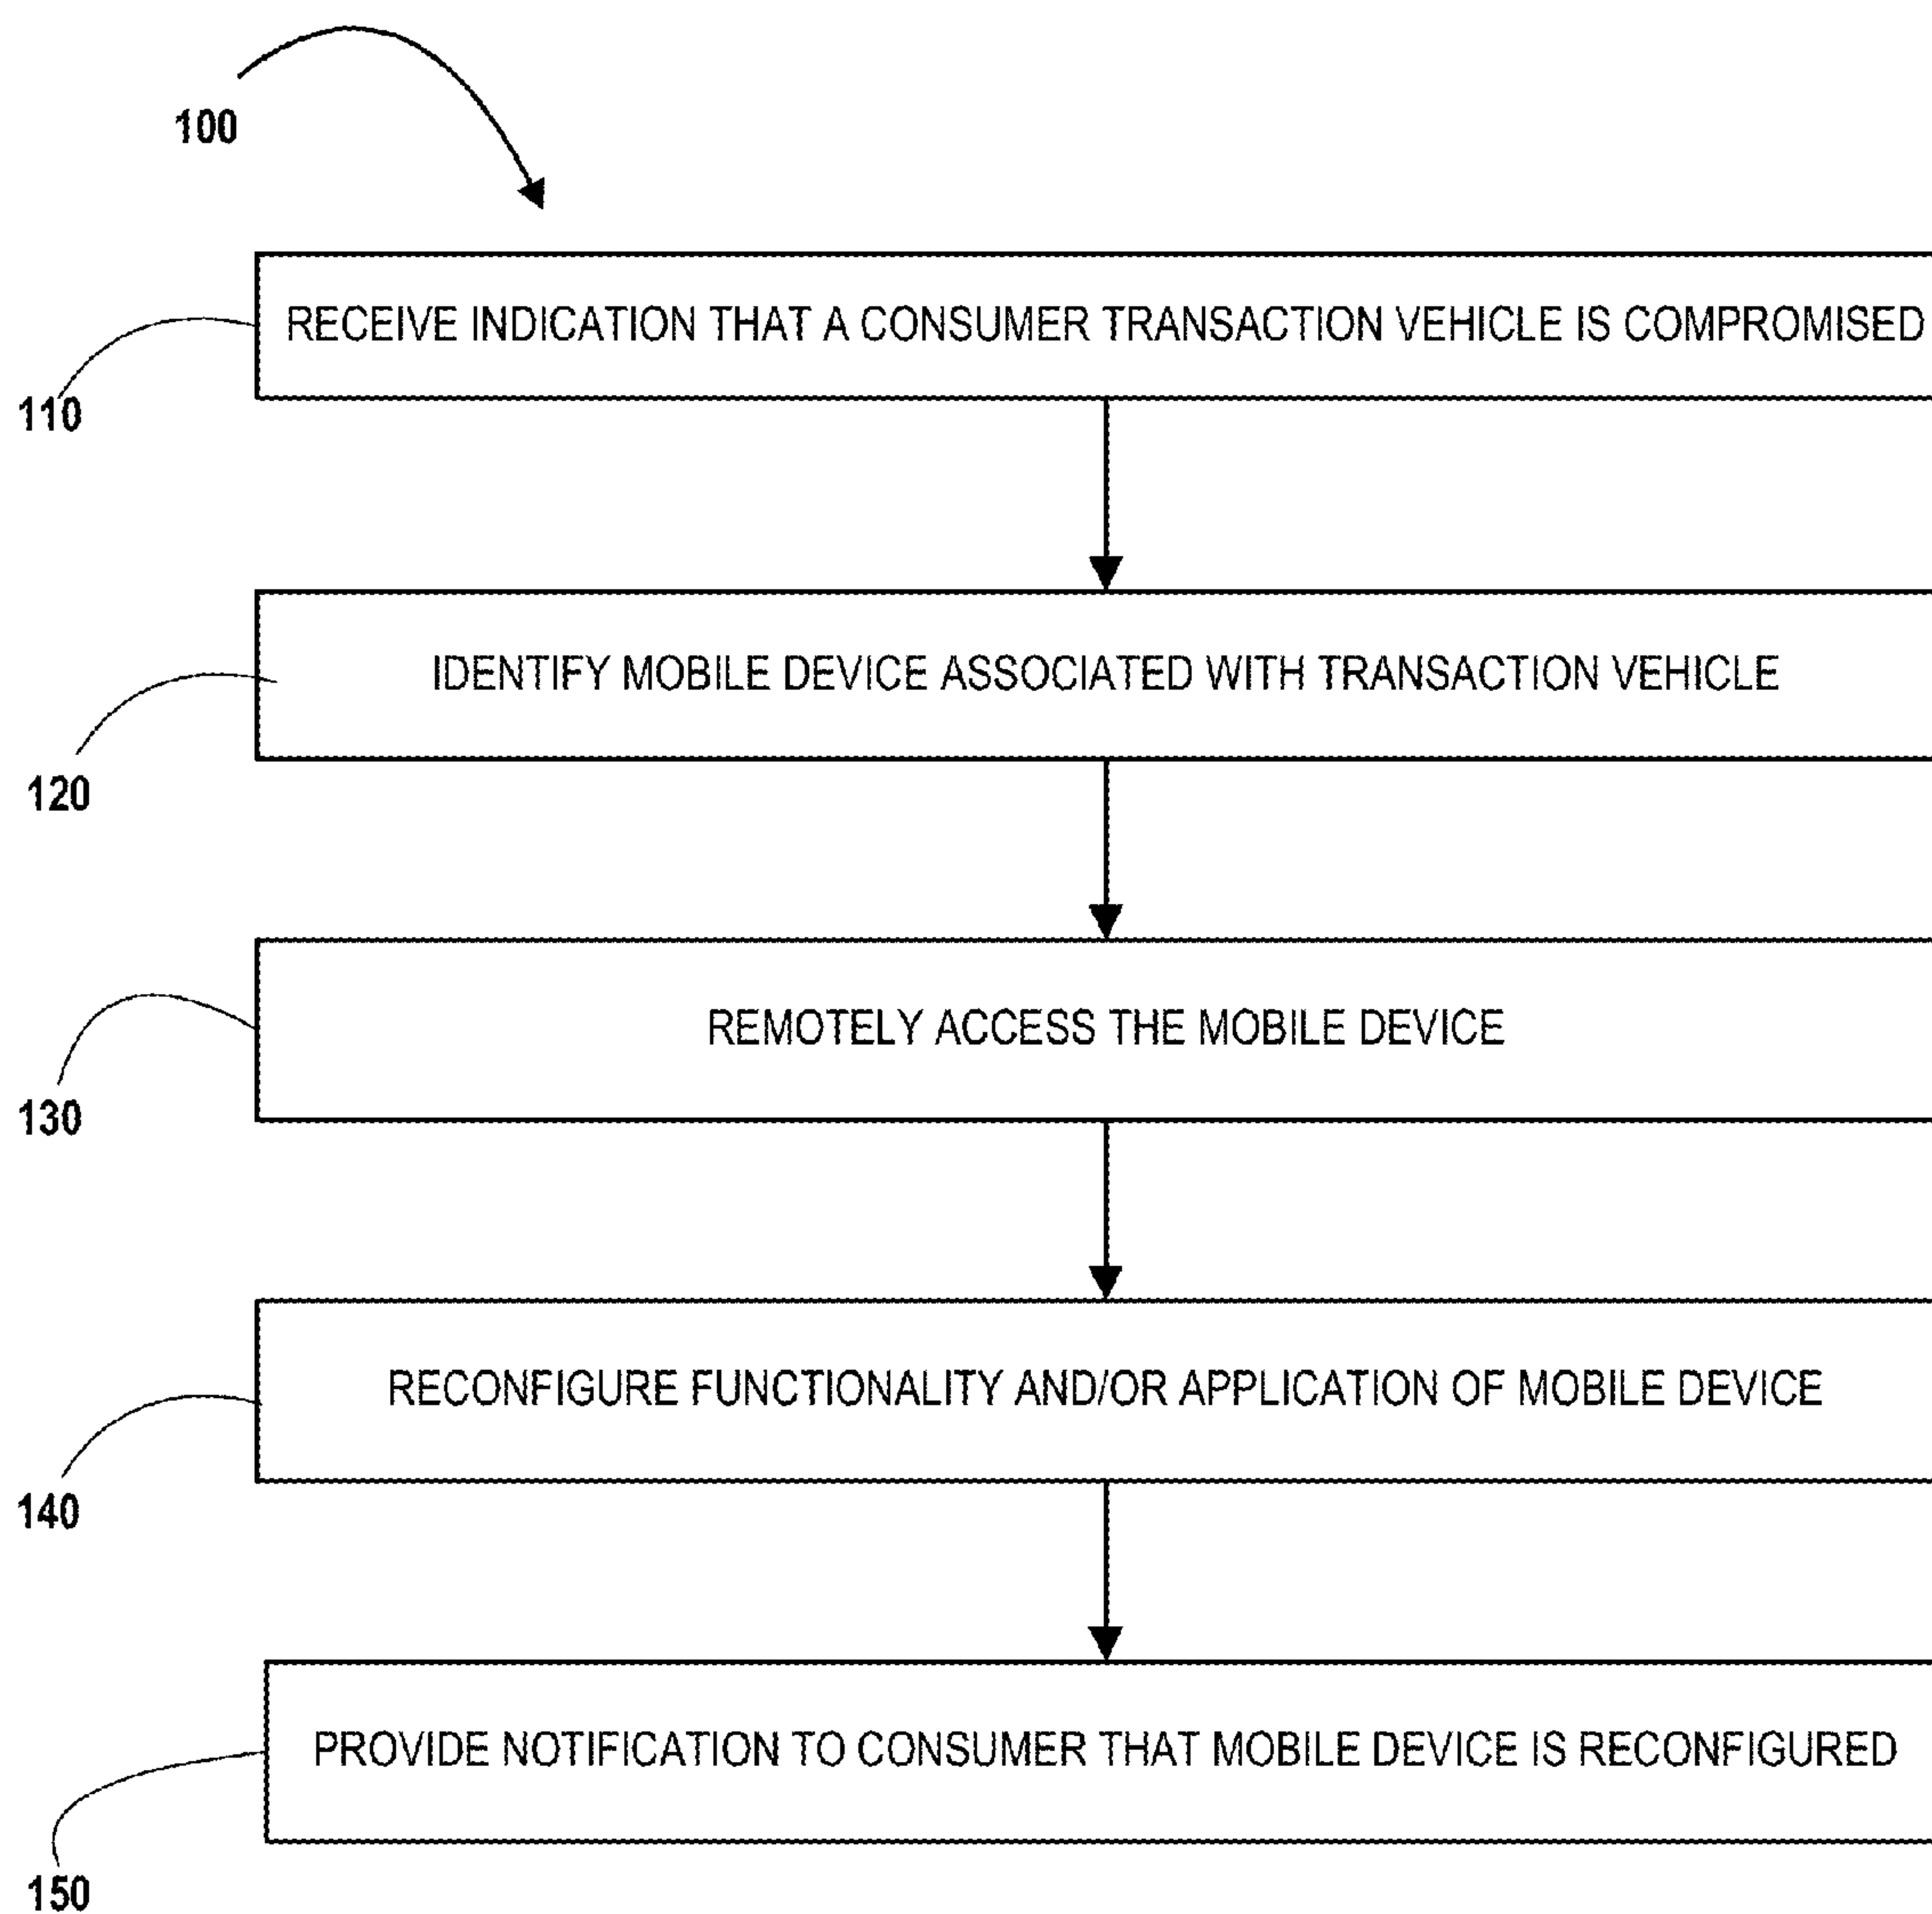 100
RECEIVE INDICATION THAT A CONSUMER TRANSACTION VEHICLE IS COMPROMISED
110
IDENTIFY MOBILE DEVICE ASSOCIATED WITH TRANSACTION VEHICLE
120
REMOTELY ACCESS THE MOBILE DEVICE
130
RECONFIGURE FUNCTIONALITY AND/OR APPLICATION OF MOBILE DEVICE
140
PROVIDE NOTIFICATION TO CONSUMER THAT MOBILE DEVICE IS RECONFIGURED
150